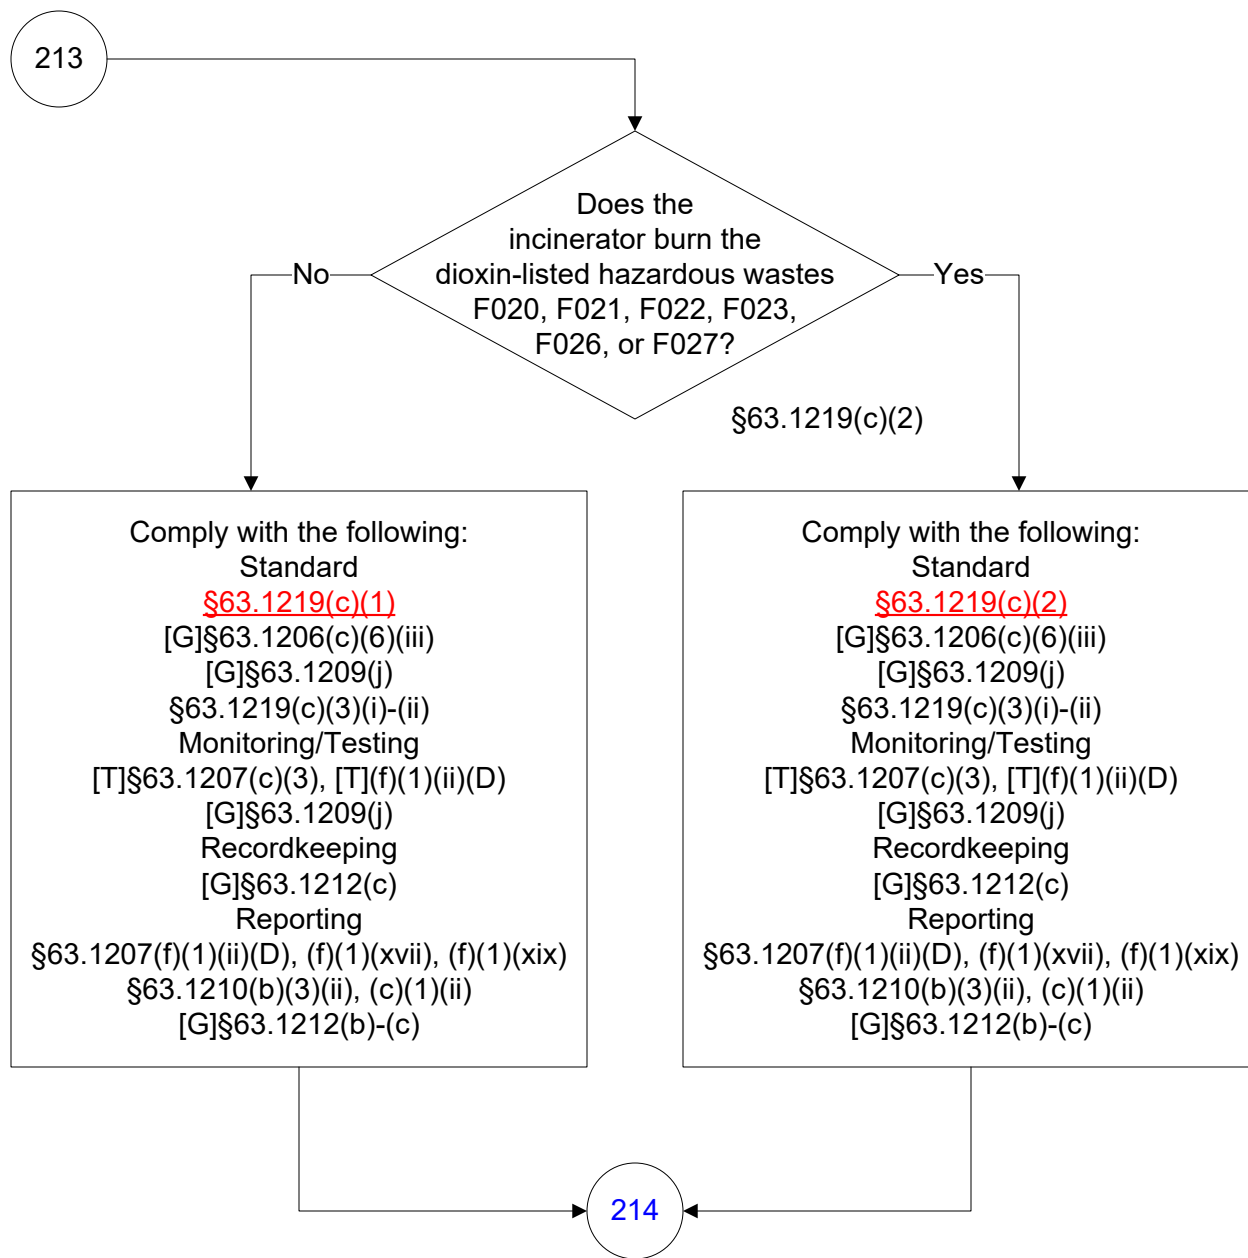 213
Does the
incinerator burn the
dioxin-listed hazardous wastes
F020, F021, F022, F023,
F026, or F027?
No
Yes
§63.1219(c)(2)
Comply with the following:
Standard
§63.1219(c)(1)
[G]§63.1206(c)(6)(iii)
[G]§63.1209(j)
§63.1219(c)(3)(i)-(ii)
Monitoring/Testing
[T]§63.1207(c)(3), [T](f)(1)(ii)(D)
[G]§63.1209(j)
Recordkeeping
[G]§63.1212(c)
Reporting
§63.1207(f)(1)(ii)(D), (f)(1)(xvii), (f)(1)(xix)
§63.1210(b)(3)(ii), (c)(1)(ii)
[G]§63.1212(b)-(c)
Comply with the following:
Standard
§63.1219(c)(2)
[G]§63.1206(c)(6)(iii)
[G]§63.1209(j)
§63.1219(c)(3)(i)-(ii)
Monitoring/Testing
[T]§63.1207(c)(3), [T](f)(1)(ii)(D)
[G]§63.1209(j)
Recordkeeping
[G]§63.1212(c)
Reporting
§63.1207(f)(1)(ii)(D), (f)(1)(xvii), (f)(1)(xix)
§63.1210(b)(3)(ii), (c)(1)(ii)
[G]§63.1212(b)-(c)
214